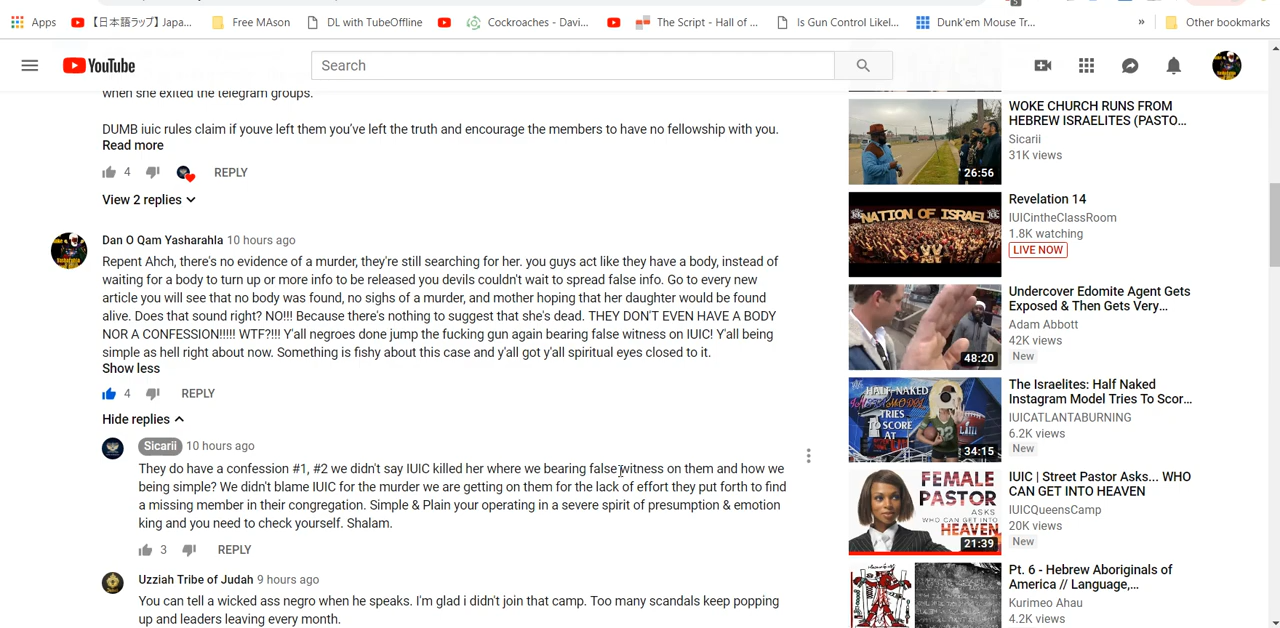 Apps
【日本語ラップ】 Japa...
Free MAson
DL with TubeOffline
Cockroaches - Davi...
The Script - Hall of ...
Is Gun Control Likel...
Dunk'em Mouse Tr...
»
Other bookmarks
YouTube
Search
when she exited the telegram groups.
DUMB iuic rules claim if youve left them you've left the truth and encourage the members to have no fellowship with you.
Read more
4
REPLY
View 2 replies
Dan O Qam Yasharahla 10 hours ago
Repent Ahch, there's no evidence of a murder, they're still searching for her. you guys act like they have a body, instead of
waiting for a body to turn up or more info to be released you devils couldn't wait to spread false info. Go to every new
article you will see that no body was found, no sighs of a murder, and mother hoping that her daughter would be found
alive. Does that sound right? NO!!! Because there's nothing to suggest that she's dead. THEY DON'T EVEN HAVE A BODY
NOR A CONFESSION!!!!! WTF?!!! Y'all negroes done jump the fucking gun again bearing false witness on IUIC! Y'all being
simple as hell right about now. Something is fishy about this case and y'all got y'all spiritual eyes closed to it.
Show less
4
REPLY
Hide replies
Sicarii 10 hours ago
They do have a confession #1, #2 we didn't say IUIC killed her where we bearing false witness on them and how we
being simple? We didn't blame IUIC for the murder we are getting on them for the lack of effort they put forth to find
a missing member in their congregation. Simple & Plain your operating in a severe spirit of presumption & emotion
king and you need to check yourself. Shalam.
3
REPLY
Uzziah Tribe of Judah 9 hours ago
You can tell a wicked ass negro when he speaks. I'm glad i didn't join that camp. Too many scandals keep popping
up and leaders leaving every month.
WOKE CHURCH RUNS FROM
HEBREW ISRAELITES (PASTO...
Sicarii
31K views
26:56
NATION OF ISRAEL
Revelation 14
IUICintheClassRoom
1.8K watching
LIVE NOW
Undercover Edomite Agent Gets
Exposed & Then Gets Very...
Adam Abbott
42K views
New
48:20
HALF-NAKED
TRIES
TO SCORE
AT
The Israelites: Half Naked
Instagram Model Tries To Scor...
IUICATLANTABURNING
6.2K views
New
34:15
FEMALE
PASTOR
ASKS
WHO CAN GET INTO
HEAVEN
21:39
IUIC | Street Pastor Asks... WHO
CAN GET INTO HEAVEN
IUICQueensCamp
20K views
New
Pt. 6 - Hebrew Aboriginals of
America // Language,...
Kurimeo Ahau
4.2K views